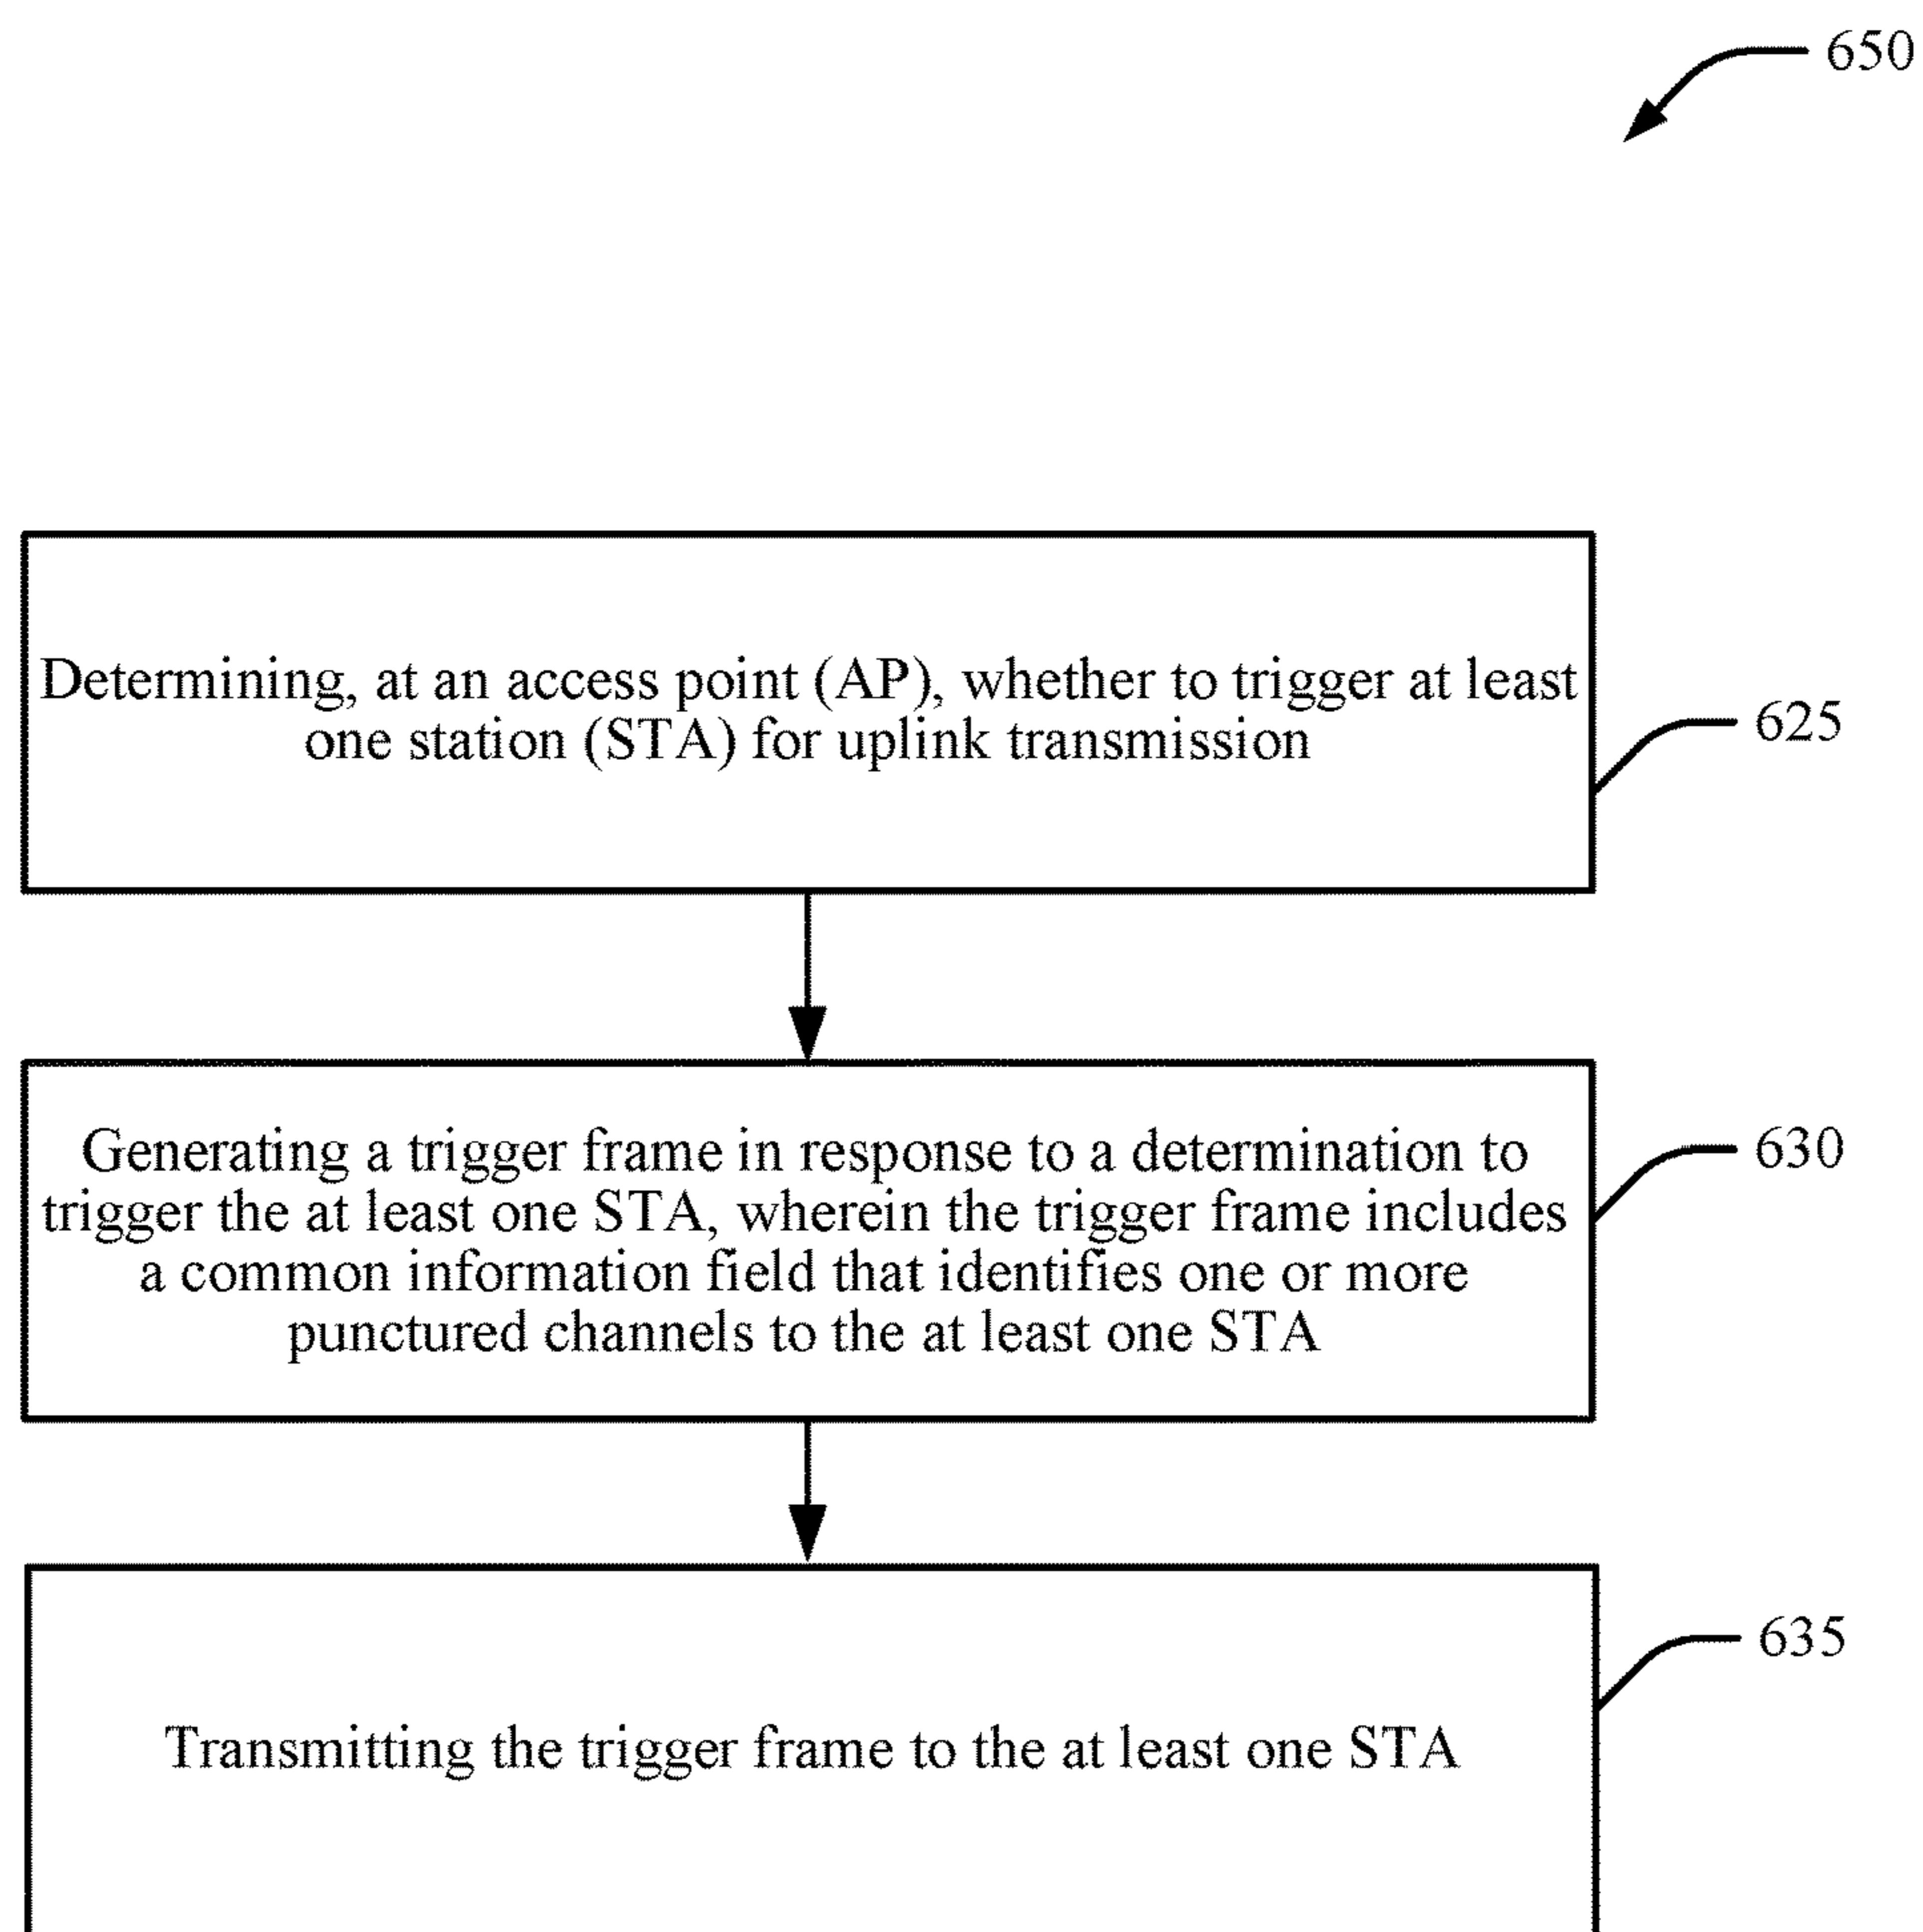 650
Determining, at an access point (AP), whether to trigger at least
one station (STA) for uplink transmission
625
Generating a trigger frame in response to a determination to
trigger the at least one STA, wherein the trigger frame includes
a common information field that identifies one or more
punctured channels to the at least one STA
630
Transmitting the trigger frame to the at least one STA
635